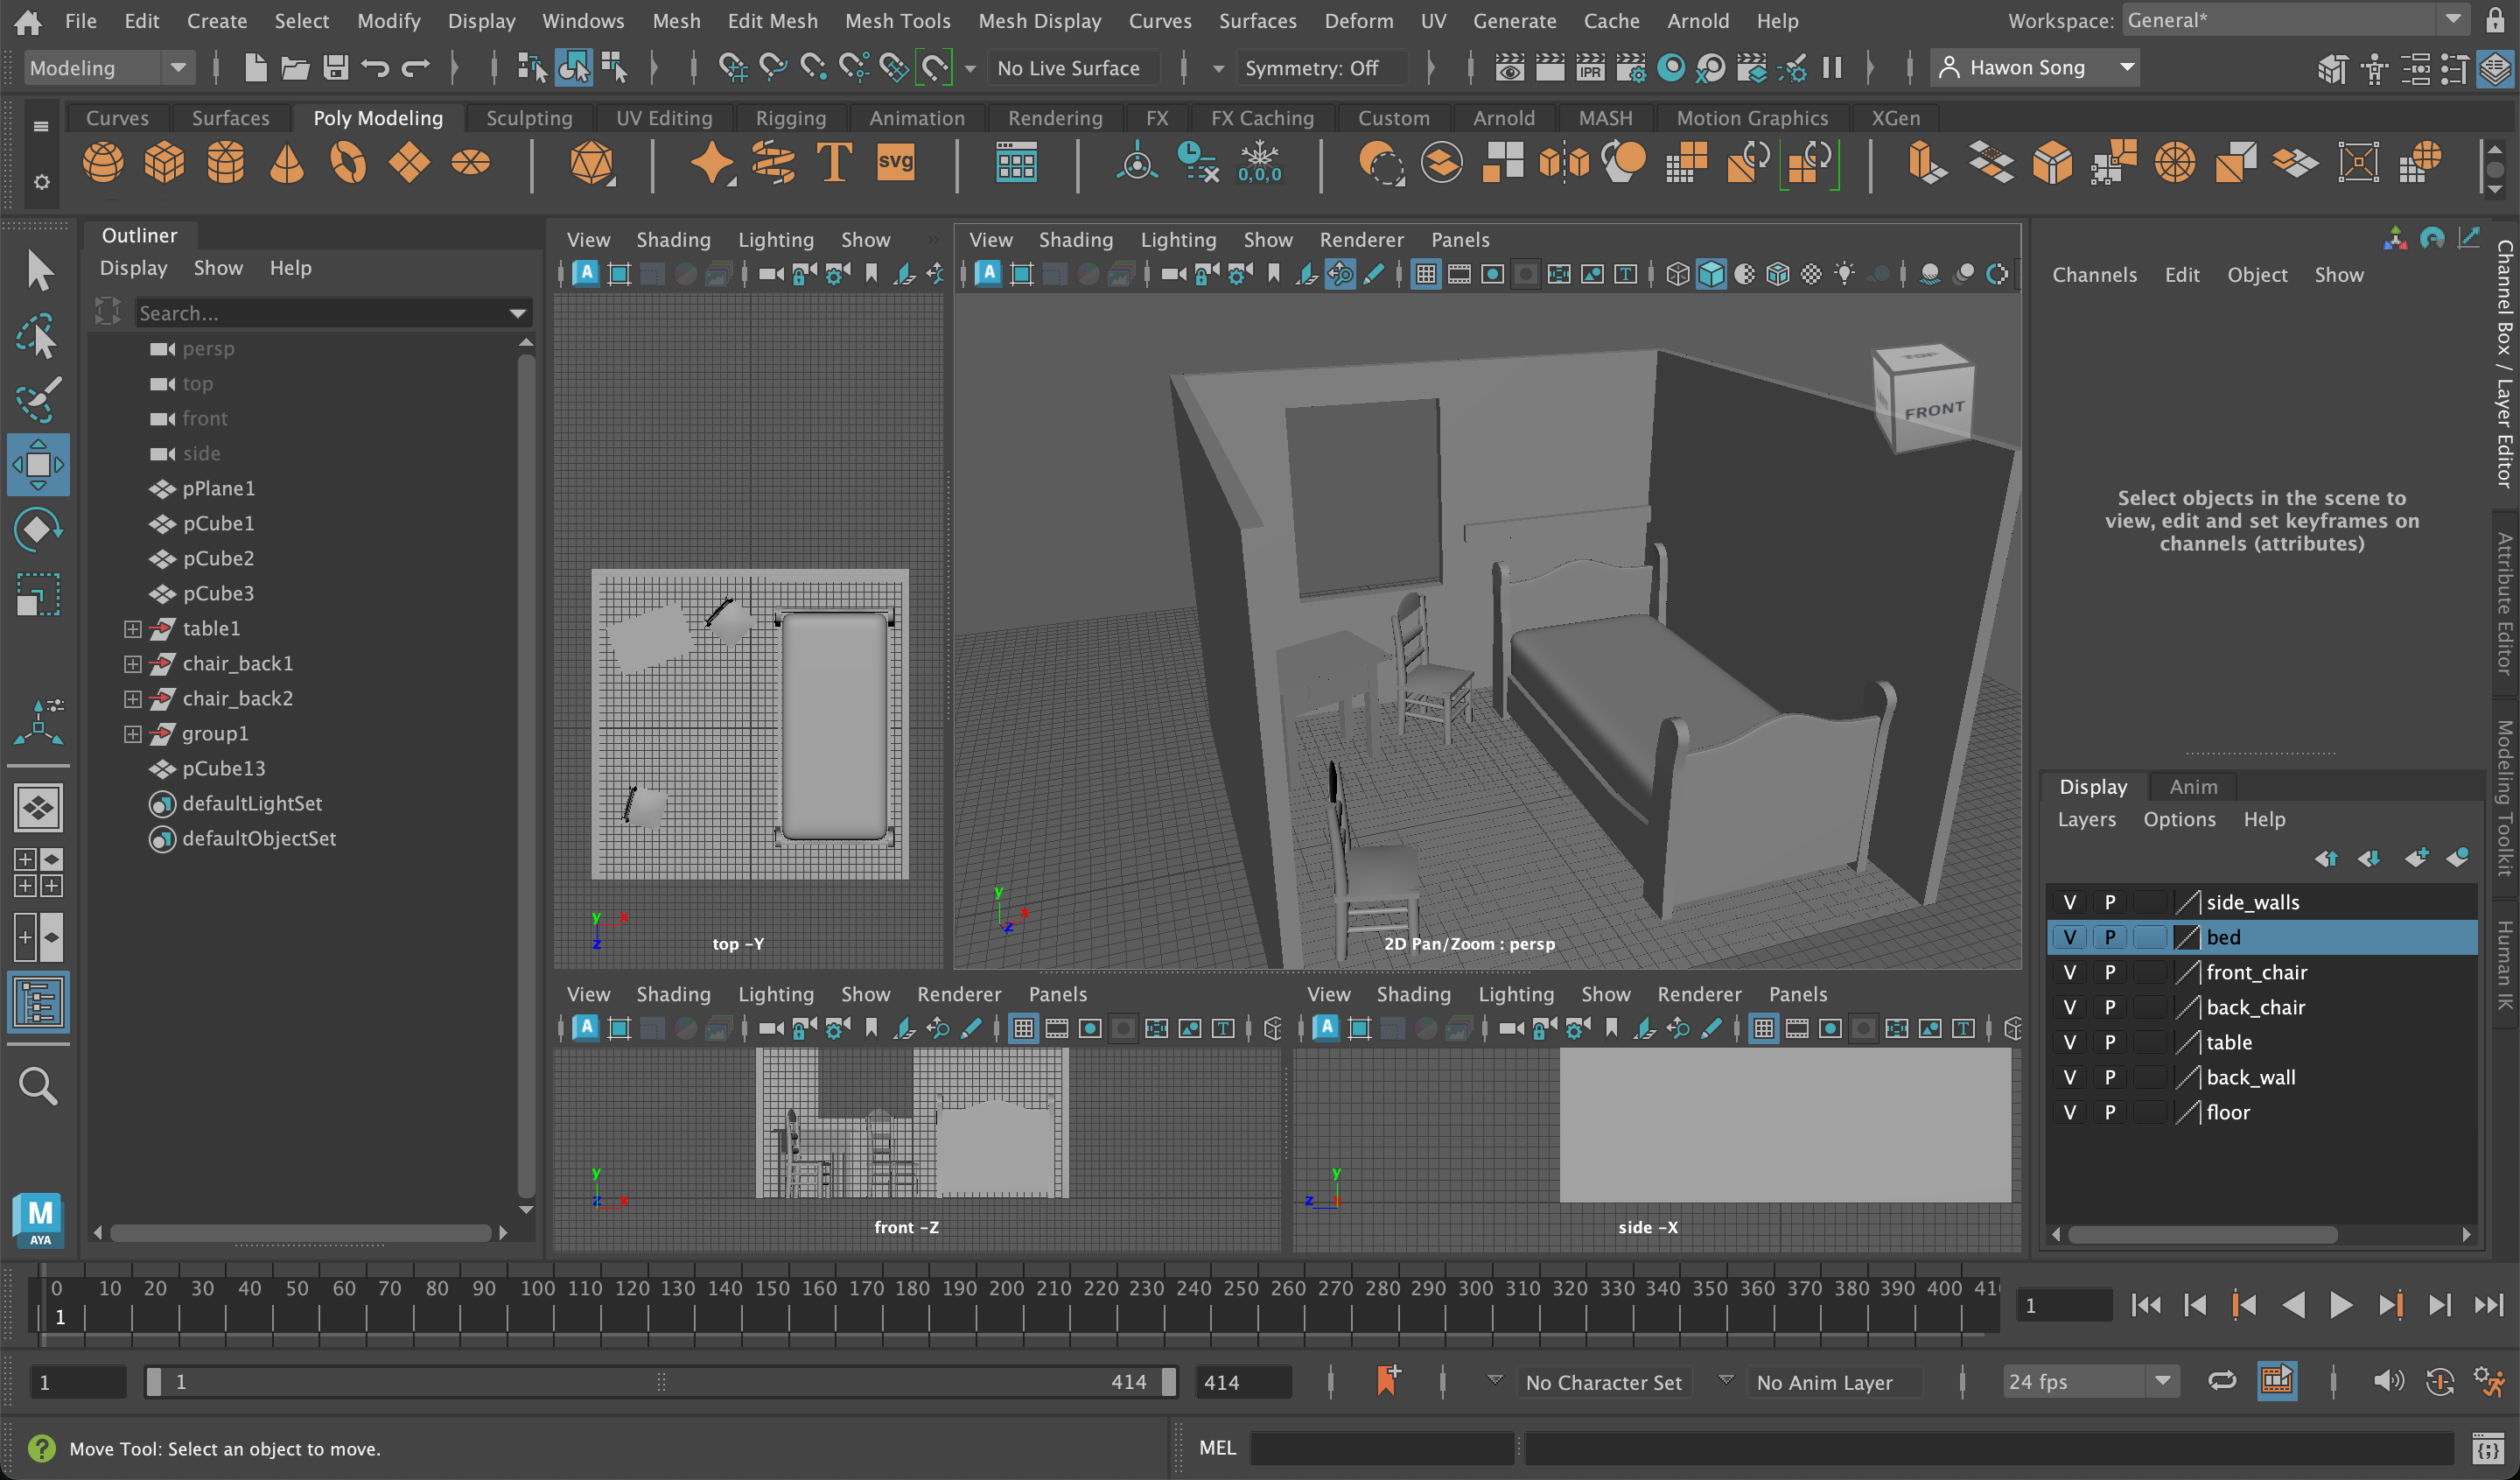 File Edit Create Select Modify Display Windows Mesh Edit Mesh Mesh Tools Mesh Display Curves Surfaces Deform UV Generate Cache Arnold Help Workspace: General*
Modeling No Live Surface Symmetry: Off IPR Hawon Song
Curves Surfaces Poly Modeling Sculpting UV Editing Rigging Animation Rendering FX FX Caching Custom Arnold MASH Motion Graphics XGen
T svg 0,0,0
Outliner
Display Show Help
Search...
persp
top
front
side
pPlane1
pCube1
pCube2
pCube3
table1
chair_back1
chair_back2
group1
pCube13
defaultLightSet
defaultObjectSet
M
AYA
View Shading Lighting Show
A
y x
z
top -Y
View Shading Lighting Show Renderer Panels
A T
TOP
FRONT
y
x
z
2D Pan/Zoom : persp
View Shading Lighting Show Renderer Panels
A T
y
z x
front -Z
View Shading Lighting Show Renderer Panels
A T
y
z x
side -X
Channels Edit Object Show
Select objects in the scene to
view, edit and set keyframes on
channels (attributes)
Channel Box / Layer Editor
Attribute Editor
Modeling Toolkit
Human IK
Display Anim
Layers Options Help
V P side_walls
V P bed
V P front_chair
V P back_chair
V P table
V P back_wall
V P floor
0 10 20 30 40 50 60 70 80 90 100 110 120 130 140 150 160 170 180 190 200 210 220 230 240 250 260 270 280 290 300 310 320 330 340 350 360 370 380 390 400 41
1 1
1 1 414 414 No Character Set No Anim Layer 24 fps
? Move Tool: Select an object to move. MEL